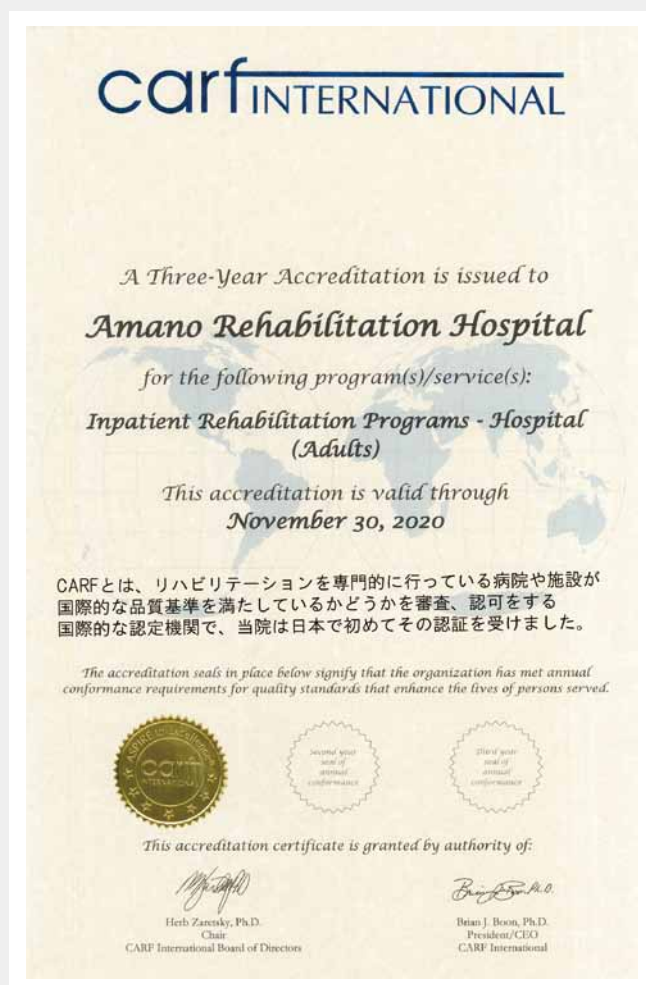 carf INTERNATIONAL
A Three-Year Accreditation is issued to
Amano Rehabilitation Hospital
for the following program(s)/service(s):
Inpatient Rehabilitation Programs - Hospital
(Adults)
This accreditation is valid through
November 30, 2020
CARFとは、リハビリテーションを専門的に行っている病院や施設が
国際的な品質基準を満たしているかどうかを審査、認可をする
国際的な認定機関で、当院は日本で初めてその認証を受けました。
The accreditation seals in place below signify that the organization has met annual
conformance requirements for quality standards that enhance the lives of persons served.
ASPIRE to Excellence
carf
INTERNATIONAL
Second year
seal of
annual
conformance
Third year
seal of
annual
conformance
This accreditation certificate is granted by authority of:
Herb Zaretsky, Ph.D.
Chair
CARF International Board of Directors
Brian J. Boon, Ph.D.
President/CEO
CARF International